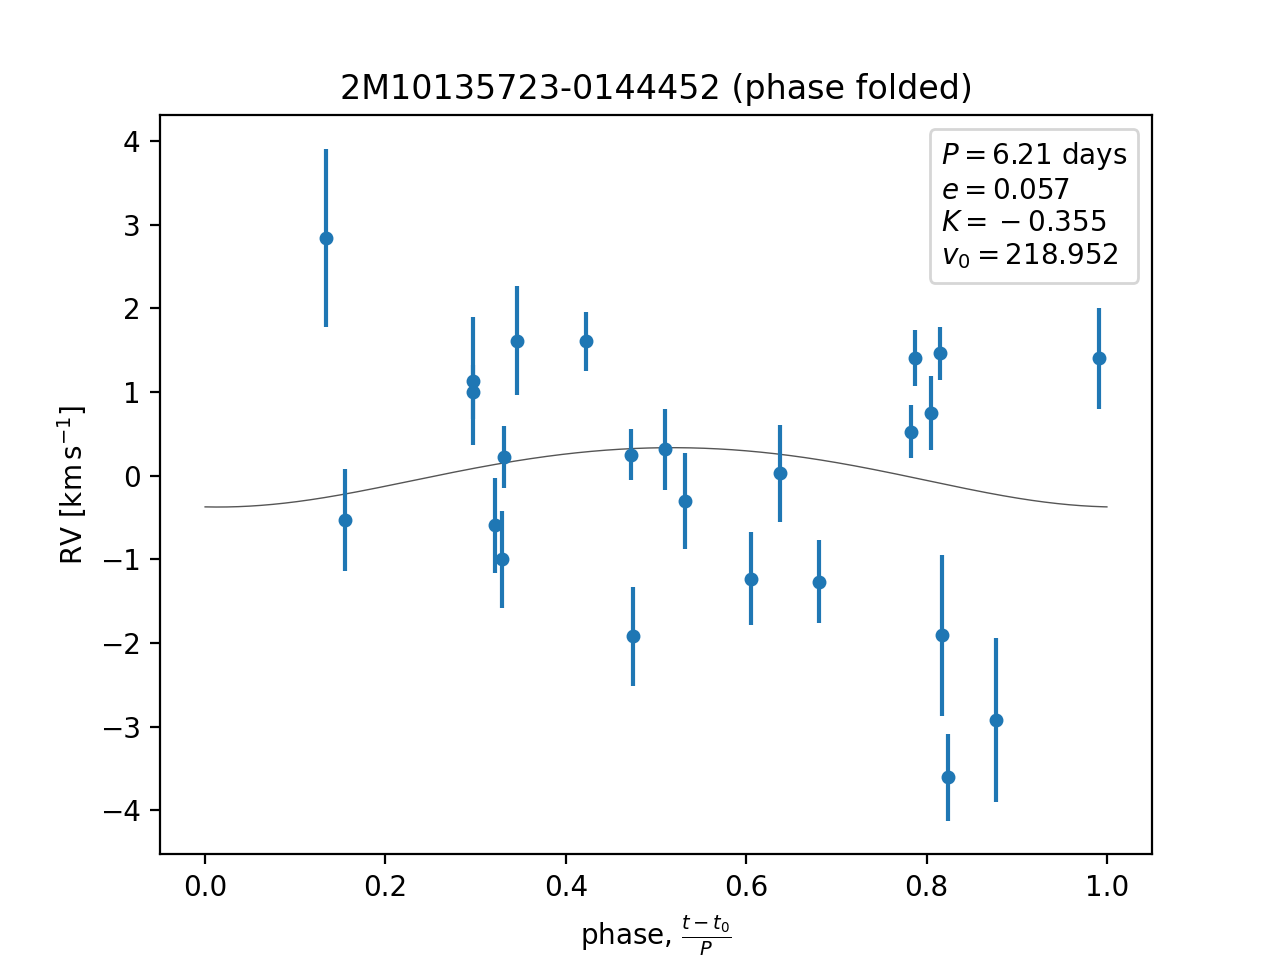 2M10135723-0144452 (phase folded)
P = 6.21 days
e = 0.057
K = −0.355
v₀ = 218.952
RV [km s⁻¹]
4
3
2
1
0
−1
−2
−3
−4
0.0 0.2 0.4 0.6 0.8 1.0
phase, (t − t₀)/P